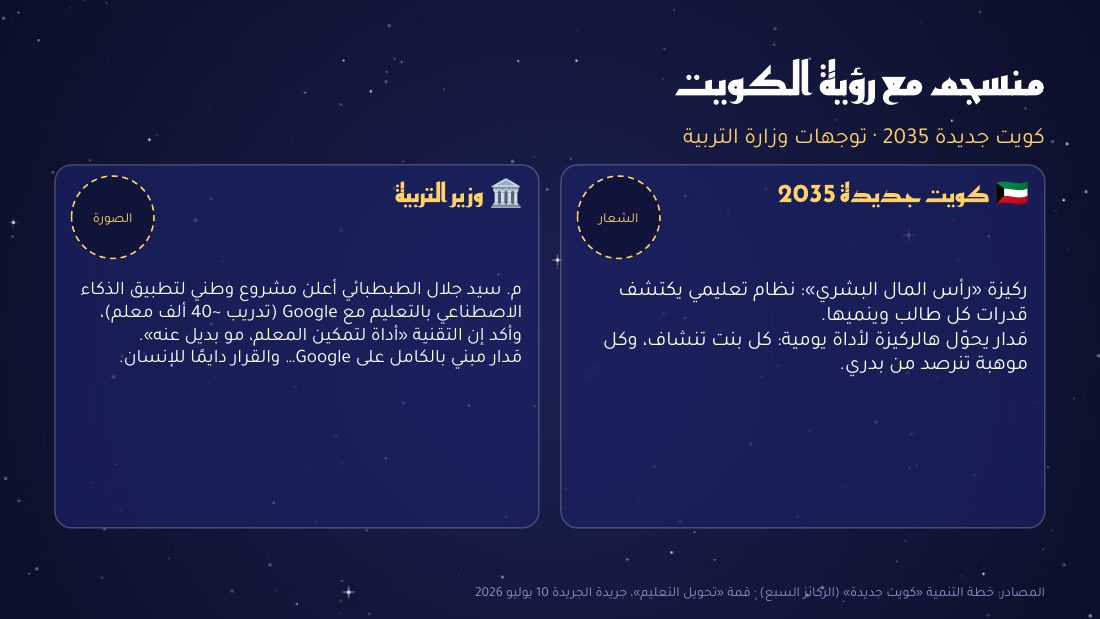 منسجم مع رؤية الكويت
كويت جديدة 2035 · توجهات وزارة التربية
🇰🇼 كويت جديدة 2035
الشعار
ركيزة «رأس المال البشري»: نظام تعليمي يكتشف
قدرات كل طالب وينميها.
مَدار يحوّل هالركيزة لأداة يومية: كل بنت تنشاف، وكل
موهبة تنرصد من بدري.
🏛️ وزير التربية
الصورة
م. سيد جلال الطبطبائي أعلن مشروع وطني لتطبيق الذكاء
الاصطناعي بالتعليم مع Google (تدريب ~40 ألف معلم)،
وأكد إن التقنية «أداة لتمكين المعلم، مو بديل عنه».
مَدار مبني بالكامل على Google… والقرار دايمًا للإنسان.
المصادر: خطة التنمية «كويت جديدة» (الركائز السبع) · قمة «تحويل التعليم»، جريدة الجريدة 10 يوليو 2026